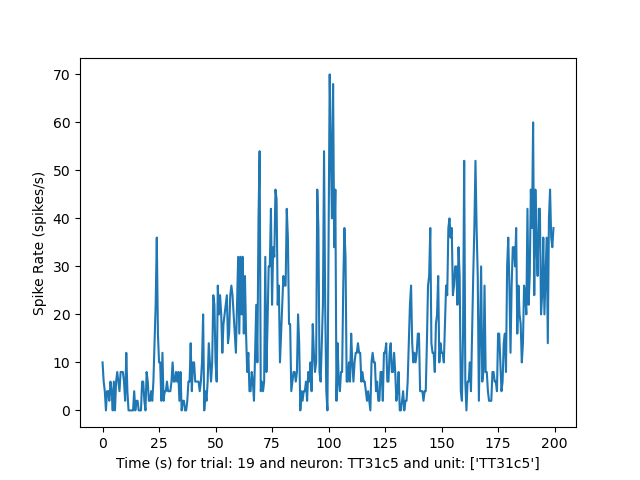 70
60
50
40
30
20
10
0
Spike Rate (spikes/s)
0 25 50 75 100 125 150 175 200
Time (s) for trial: 19 and neuron: TT31c5 and unit: ['TT31c5']